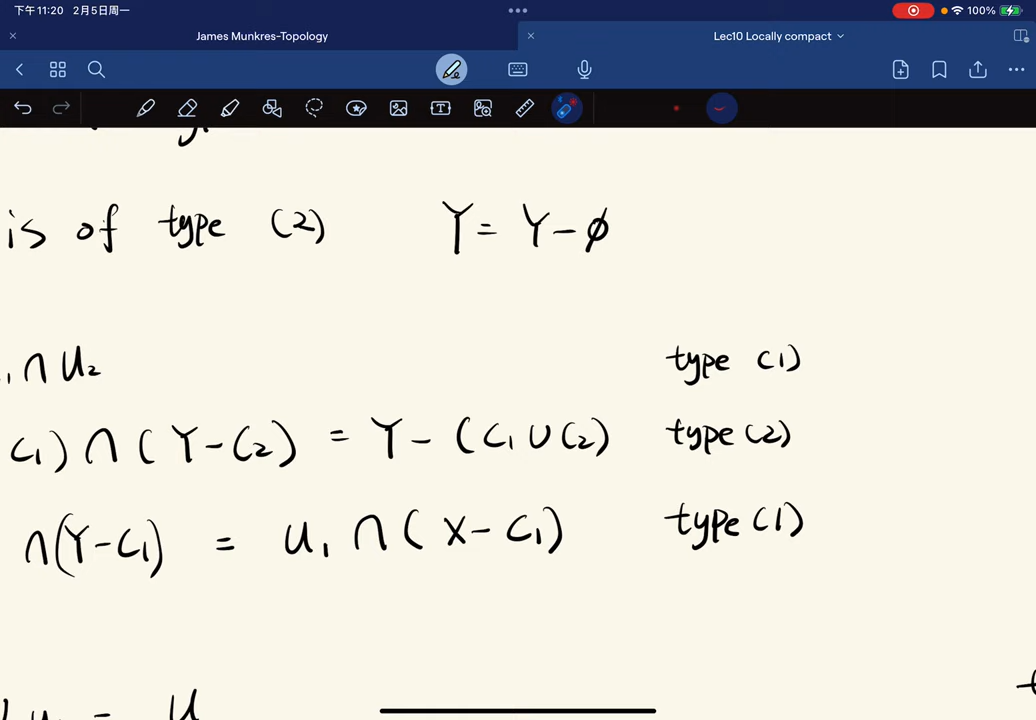 下午11:20 2月5日周一
100%
James Munkres-Topology
Lec10 Locally compact
is of type (2) Y = Y - ∅
∩ U₂ type (1)
C₁) ∩ (Y - C₂) = Y - (C₁ ∪ C₂) type (2)
∩ (Y - C₁) = U₁ ∩ (X - C₁) type (1)
= U